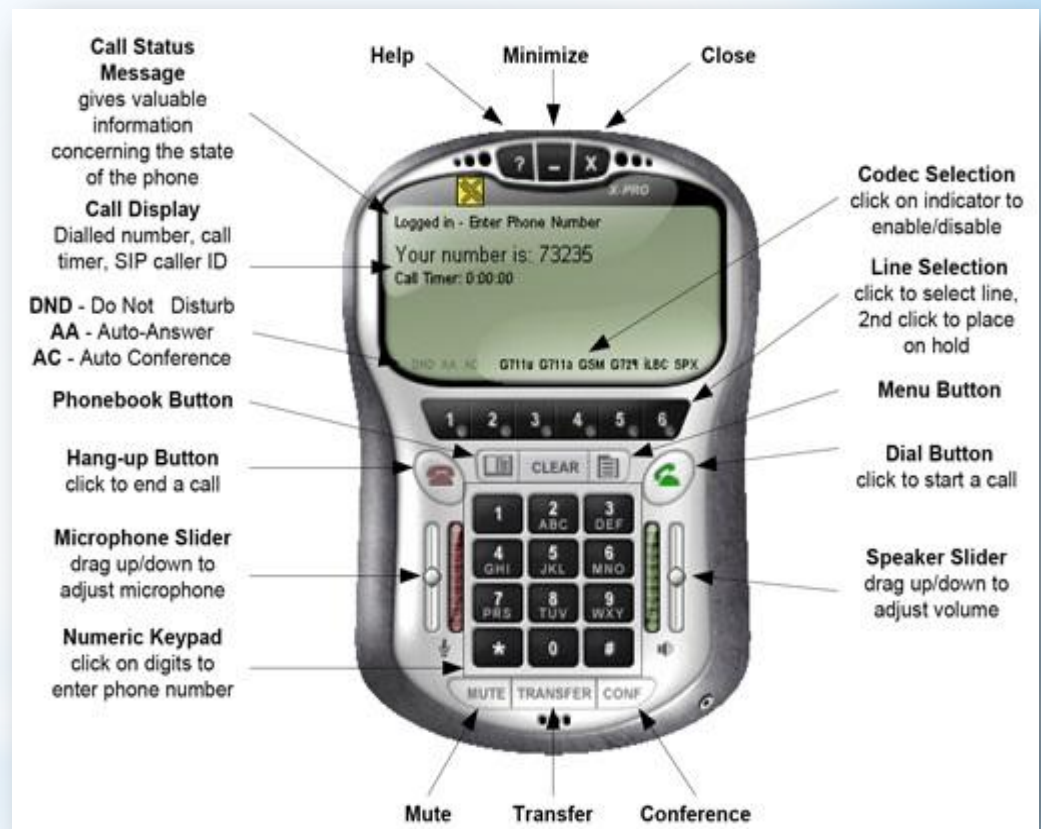 Call Status
Message
gives valuable
information
concerning the state
of the phone
Call Display
Dialled number, call
timer, SIP caller ID
DND - Do Not Disturb
AA - Auto-Answer
AC - Auto Conference
Phonebook Button
Hang-up Button
click to end a call
Microphone Slider
drag up/down to
adjust microphone
Numeric Keypad
click on digits to
enter phone number
Help
Minimize
Close
? – X
X-PRO
Logged in - Enter Phone Number
Your number is: 73235
Call Timer: 0:00:00
DND AA AC G711u G711a GSM G729 iLBC SPX
1 2 3 4 5 6
CLEAR
1 2 3
ABC DEF
4 5 6
GHI JKL MNO
7 8 9
PRS TUV WXY
* 0 #
MUTE TRANSFER CONF
Mute
Transfer
Conference
Codec Selection
click on indicator to
enable/disable
Line Selection
click to select line,
2nd click to place
on hold
Menu Button
Dial Button
click to start a call
Speaker Slider
drag up/down to
adjust volume